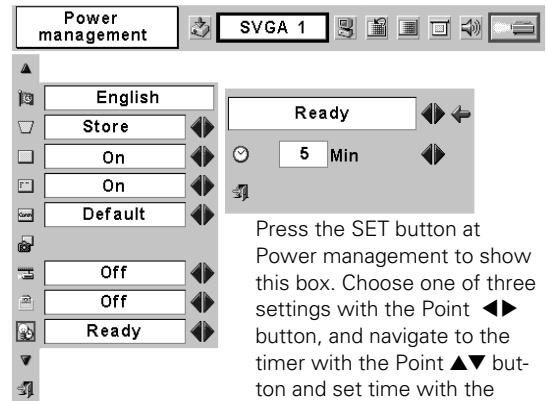 Power
management
SVGA 1
English
Store
On
On
Default
Off
Off
Ready
Ready
5 Min
Press the SET button at
Power management to show
this box. Choose one of three
settings with the Point ◀▶
button, and navigate to the
timer with the Point ▲▼ but-
ton and set time with the